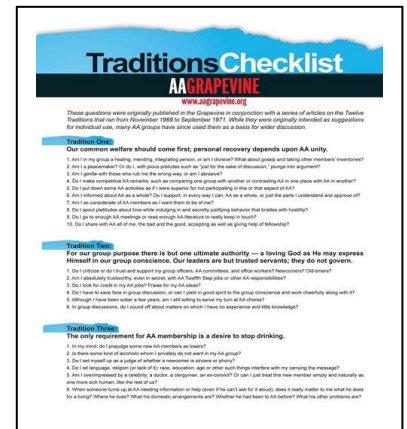 Traditions Checklist
AAGRAPEVINE
www.aagrapevine.org
These questions were originally published in the Grapevine in conjunction with a series of articles on the Twelve
Traditions that ran from November 1969 to September 1971. While they were originally intended as suggestions
for individual use, many AA groups have since used them as a basis for wider discussion.
Tradition One:
Our common welfare should come first; personal recovery depends upon AA unity.
1. Am I in my group a healing, mending, integrating person, or am I divisive? What about gossip and taking other members' inventories?
2. Am I a peacemaker? Or do I, with pious preludes such as "just for the sake of discussion," plunge into argument?
3. Am I gentle with those who rub me the wrong way, or am I abrasive?
4. Do I make competitive AA remarks, such as comparing one group with another or contrasting AA in one place with AA in another?
5. Do I put down some AA activities as if I were superior for not participating in this or that aspect of AA?
6. Am I informed about AA as a whole? Do I support, in every way I can, AA as a whole, or just the parts I understand and approve of?
7. Am I as considerate of AA members as I want them to be of me?
8. Do I spout platitudes about love while indulging in and secretly justifying behavior that bristles with hostility?
9. Do I go to enough AA meetings or read enough AA literature to really keep in touch?
10. Do I share with AA all of me, the bad and the good, accepting as well as giving help of fellowship?
Tradition Two:
For our group purpose there is but one ultimate authority — a loving God as He may express
Himself in our group conscience. Our leaders are but trusted servants; they do not govern.
1. Do I criticize or do I trust and support my group officers, AA committees, and office workers? Newcomers? Old-timers?
2. Am I absolutely trustworthy, even in secret, with AA Twelfth Step jobs or other AA responsibilities?
3. Do I look for credit in my AA jobs? Praise for my AA ideas?
4. Do I have to save face in group discussion, or can I yield in good spirit to the group conscience and work cheerfully along with it?
5. Although I have been sober a few years, am I still willing to serve my turn at AA chores?
6. In group discussions, do I sound off about matters on which I have no experience and little knowledge?
Tradition Three:
The only requirement for AA membership is a desire to stop drinking.
1. In my mind, do I prejudge some new AA members as losers?
2. Is there some kind of alcoholic whom I privately do not want in my AA group?
3. Do I set myself up as a judge of whether a newcomer is sincere or phony?
4. Do I let language, religion (or lack of it), race, education, age or other such things interfere with my carrying the message?
5. Am I overimpressed by a celebrity, a doctor, a clergyman, an ex-convict? Or can I just treat this new member simply and naturally as
one more sick human, like the rest of us?
6. When someone turns up at AA needing information or help (even if he can't ask for it aloud), does it really matter to me what he does
for a living? Where he lives? What his domestic arrangements are? Whether he had been to AA before? What his other problems are?